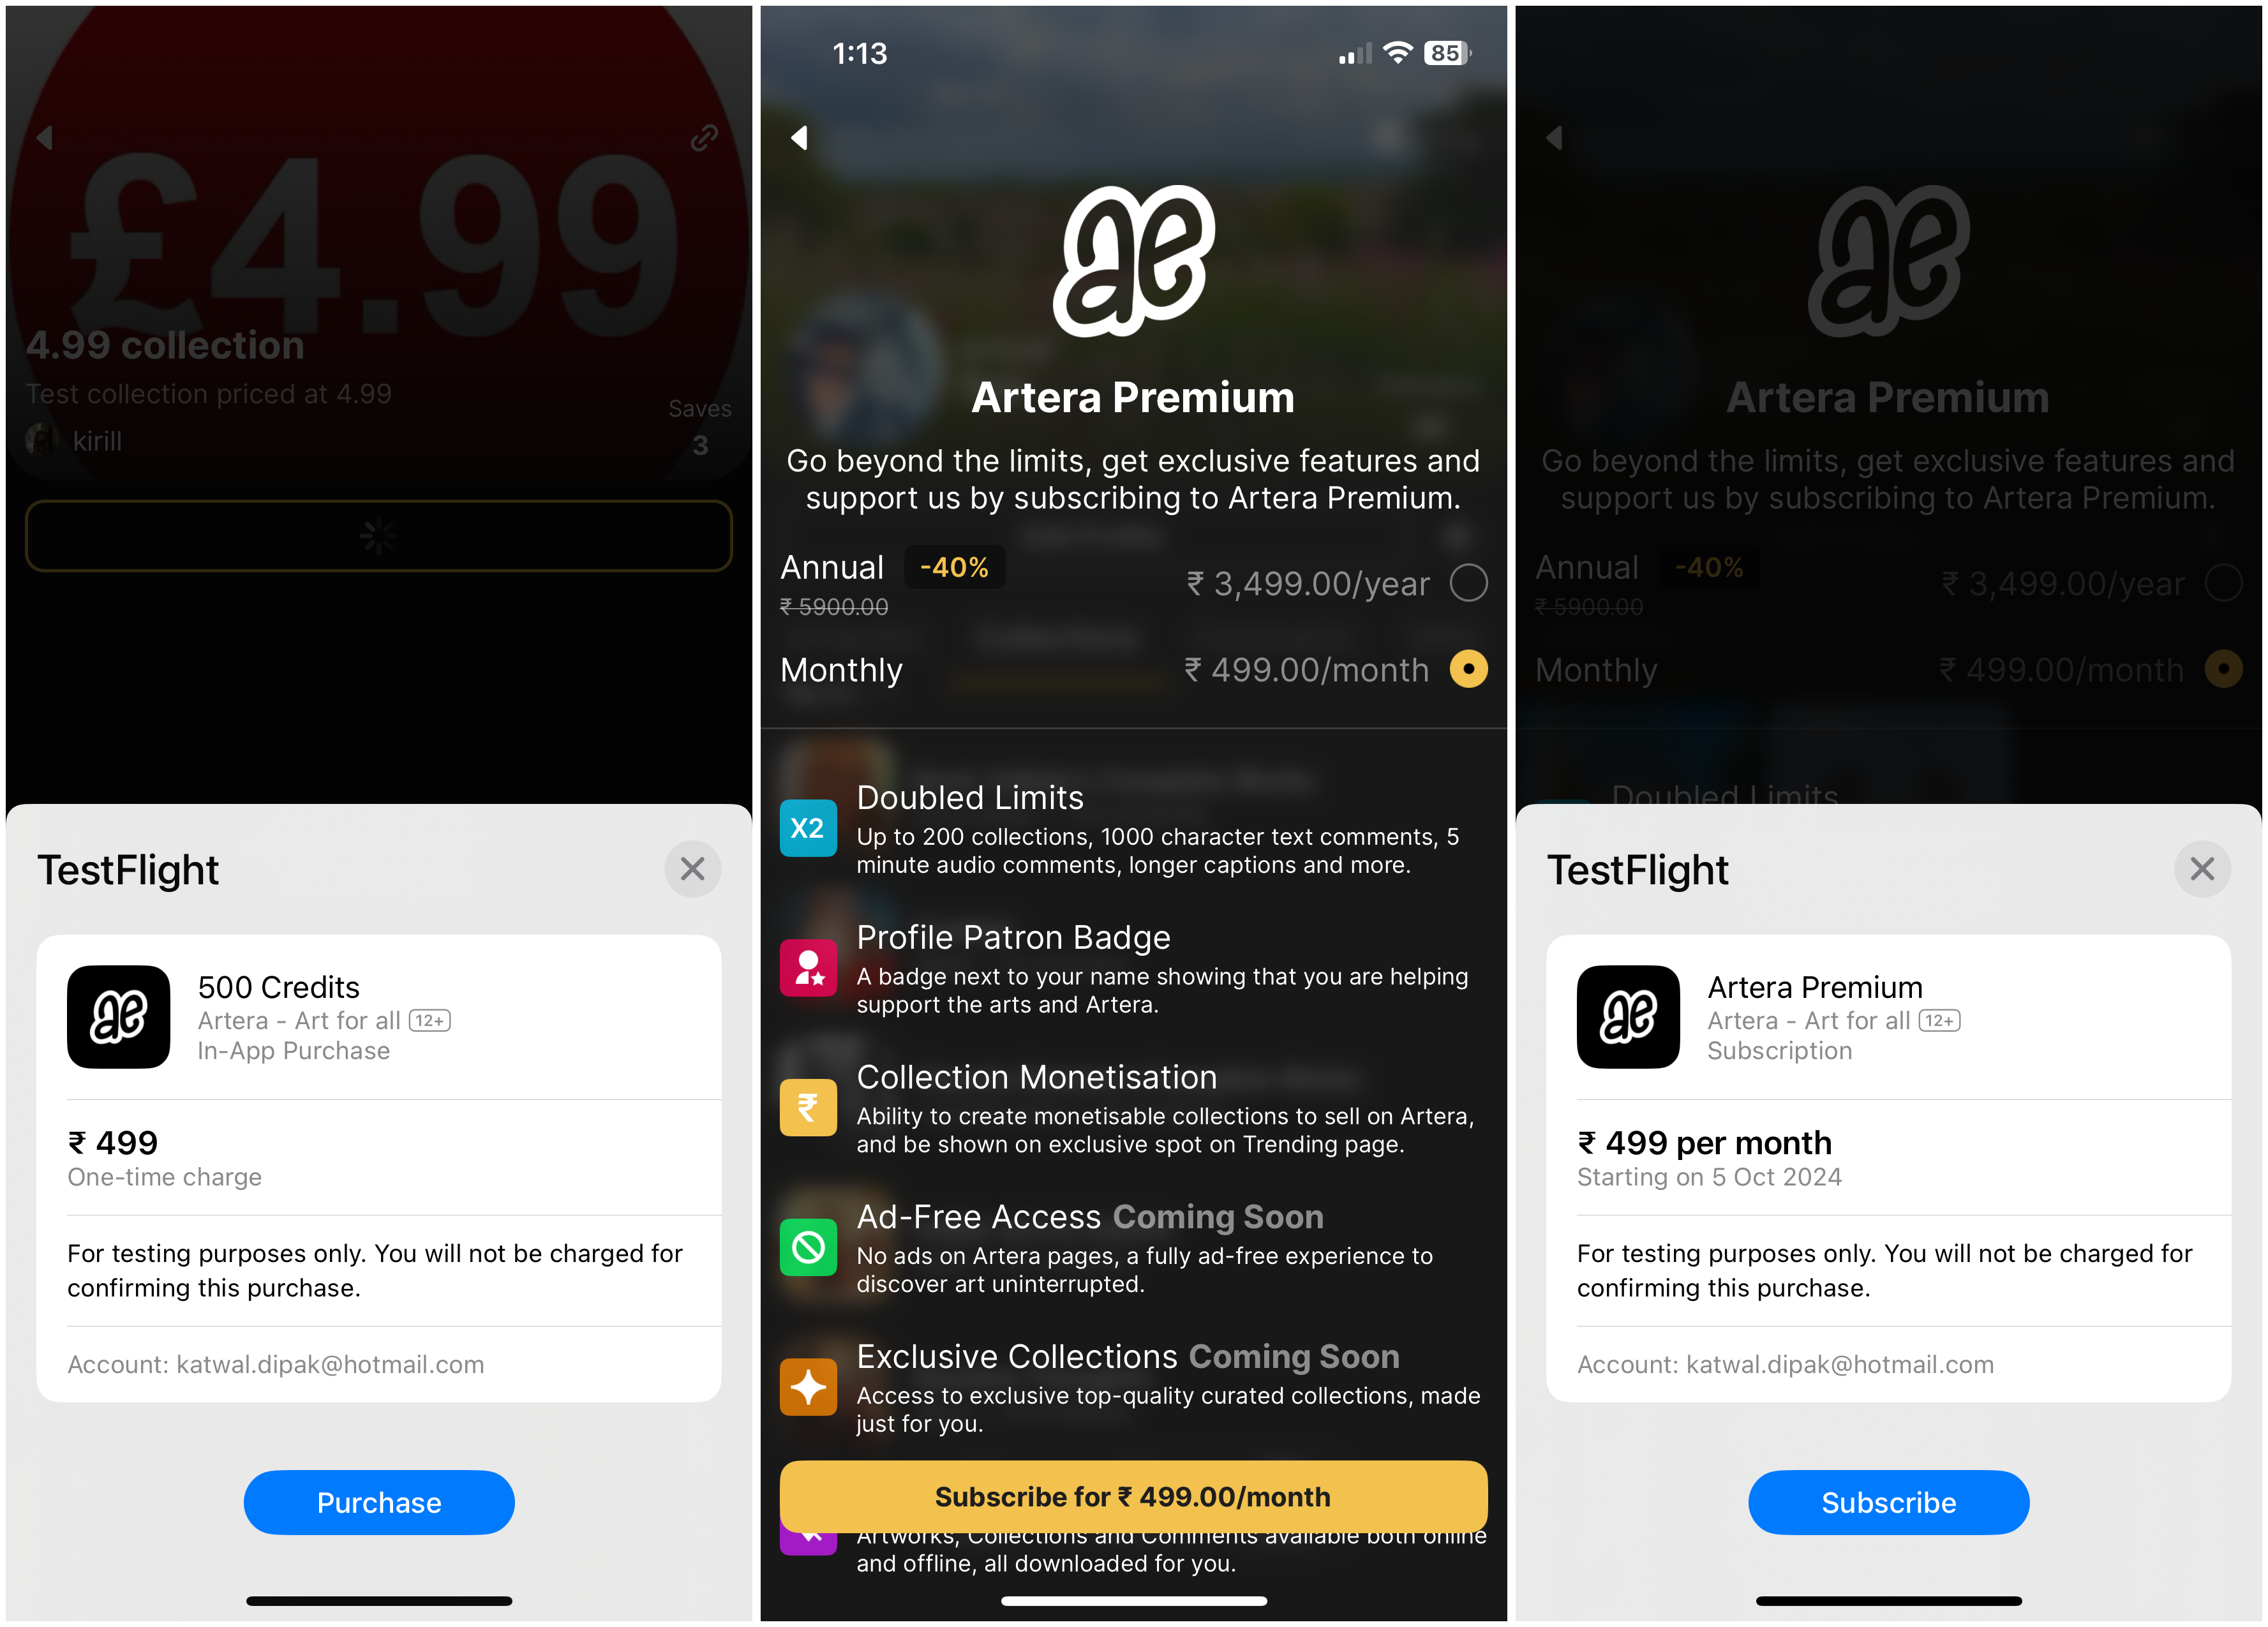 £4.99
4.99 collection
Test collection priced at 4.99
Saves
kirill
3
TestFlight
500 Credits
Artera - Art for all 12+
In-App Purchase
₹ 499
One-time charge
For testing purposes only. You will not be charged for
confirming this purchase.
Account: katwal.dipak@hotmail.com
Purchase
1:13
85
æ
Artera Premium
Go beyond the limits, get exclusive features and
support us by subscribing to Artera Premium.
Annual -40%
₹ 3,499.00/year
₹ 5900.00
Monthly ₹ 499.00/month
X2
Doubled Limits
Up to 200 collections, 1000 character text comments, 5
minute audio comments, longer captions and more.
Profile Patron Badge
A badge next to your name showing that you are helping
support the arts and Artera.
₹
Collection Monetisation
Ability to create monetisable collections to sell on Artera,
and be shown on exclusive spot on Trending page.
Ad-Free Access Coming Soon
No ads on Artera pages, a fully ad-free experience to
discover art uninterrupted.
Exclusive Collections Coming Soon
Access to exclusive top-quality curated collections, made
just for you.
Subscribe for ₹ 499.00/month
Artworks, Collections and Comments available both online
and offline, all downloaded for you.
æ
Artera Premium
Go beyond the limits, get exclusive features and
support us by subscribing to Artera Premium.
Annual -40%
₹ 3,499.00/year
₹ 5900.00
Monthly ₹ 499.00/month
Doubled Limits
TestFlight
Artera Premium
Artera - Art for all 12+
Subscription
₹ 499 per month
Starting on 5 Oct 2024
For testing purposes only. You will not be charged for
confirming this purchase.
Account: katwal.dipak@hotmail.com
Subscribe